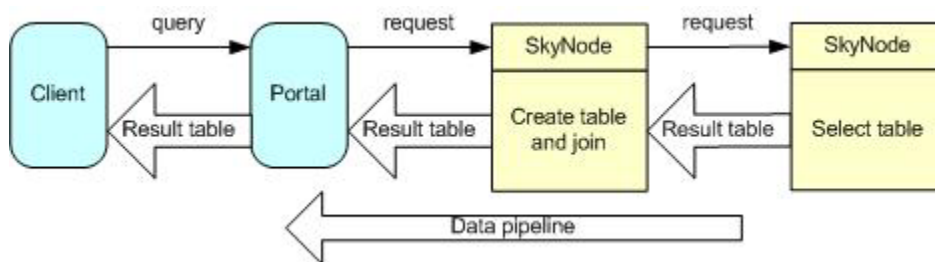 query
request
SkyNode
request
SkyNode
Client
Portal
Result table
Result table
Create table
and join
Result table
Select table
Data pipeline